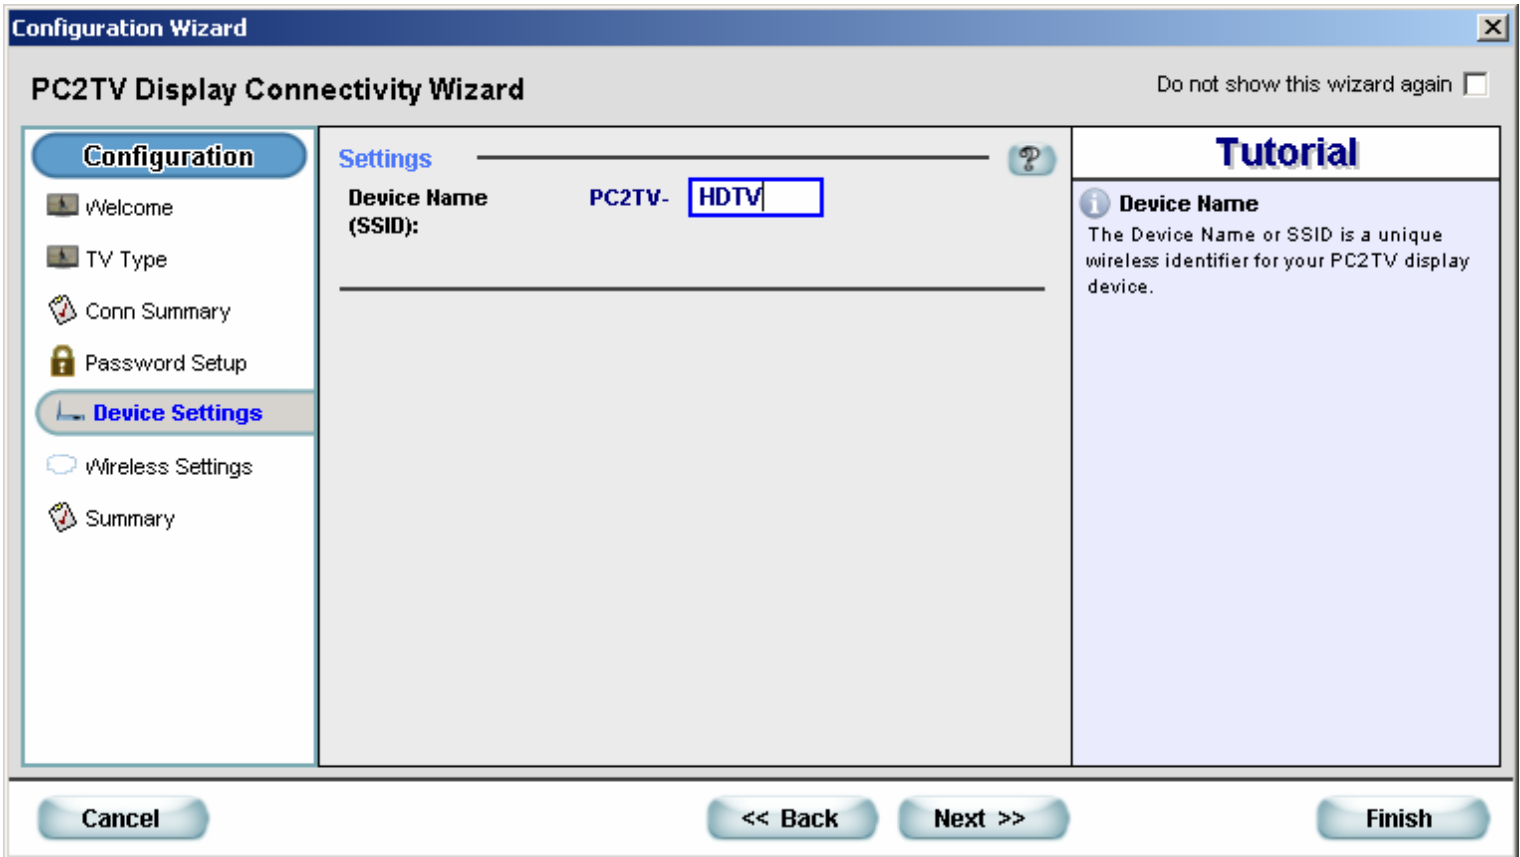 Configuration Wizard
PC2TV Display Connectivity Wizard
Do not show this wizard again
Configuration
Welcome
TV Type
Conn Summary
Password Setup
Device Settings
Wireless Settings
Summary
Settings
?
Device Name
(SSID):
PC2TV- HDTV
Tutorial
Device Name
The Device Name or SSID is a unique
wireless identifier for your PC2TV display
device.
Cancel
<< Back
Next >>
Finish